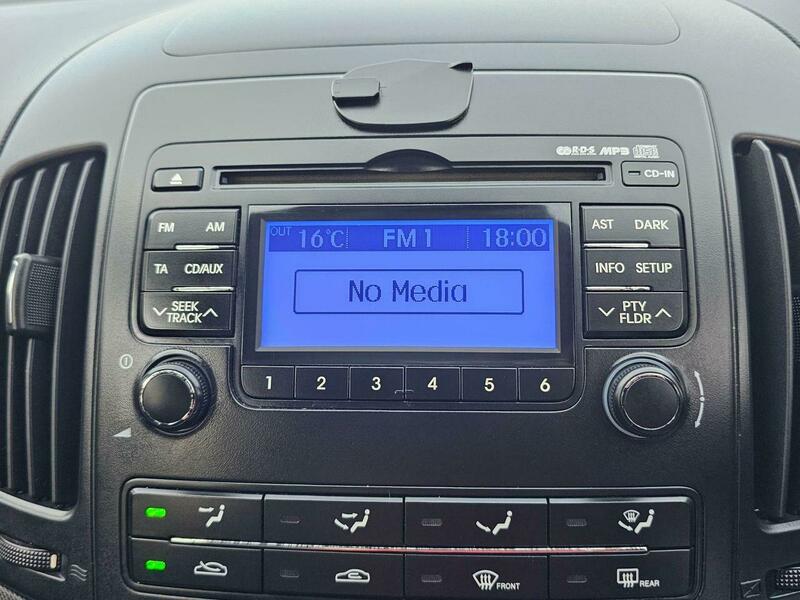 R·D·S MP3 disc
CD-IN
FM AM
TA CD/AUX
SEEK
TRACK
OUT 16°C FM 1 18:00
No Media
AST DARK
INFO SETUP
PTY
FLDR
1 2 3 4 5 6
FRONT
REAR